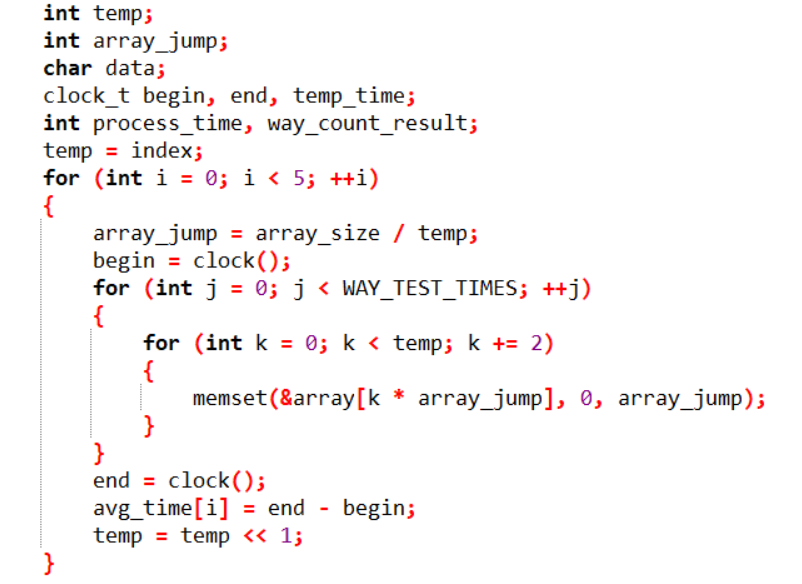 int temp;
int array_jump;
char data;
clock_t begin, end, temp_time;
int process_time, way_count_result;
temp = index;
for (int i = 0; i < 5; ++i)
{
    array_jump = array_size / temp;
    begin = clock();
    for (int j = 0; j < WAY_TEST_TIMES; ++j)
    {
        for (int k = 0; k < temp; k += 2)
        {
            memset(&array[k * array_jump], 0, array_jump);
        }
    }
    end = clock();
    avg_time[i] = end - begin;
    temp = temp << 1;
}